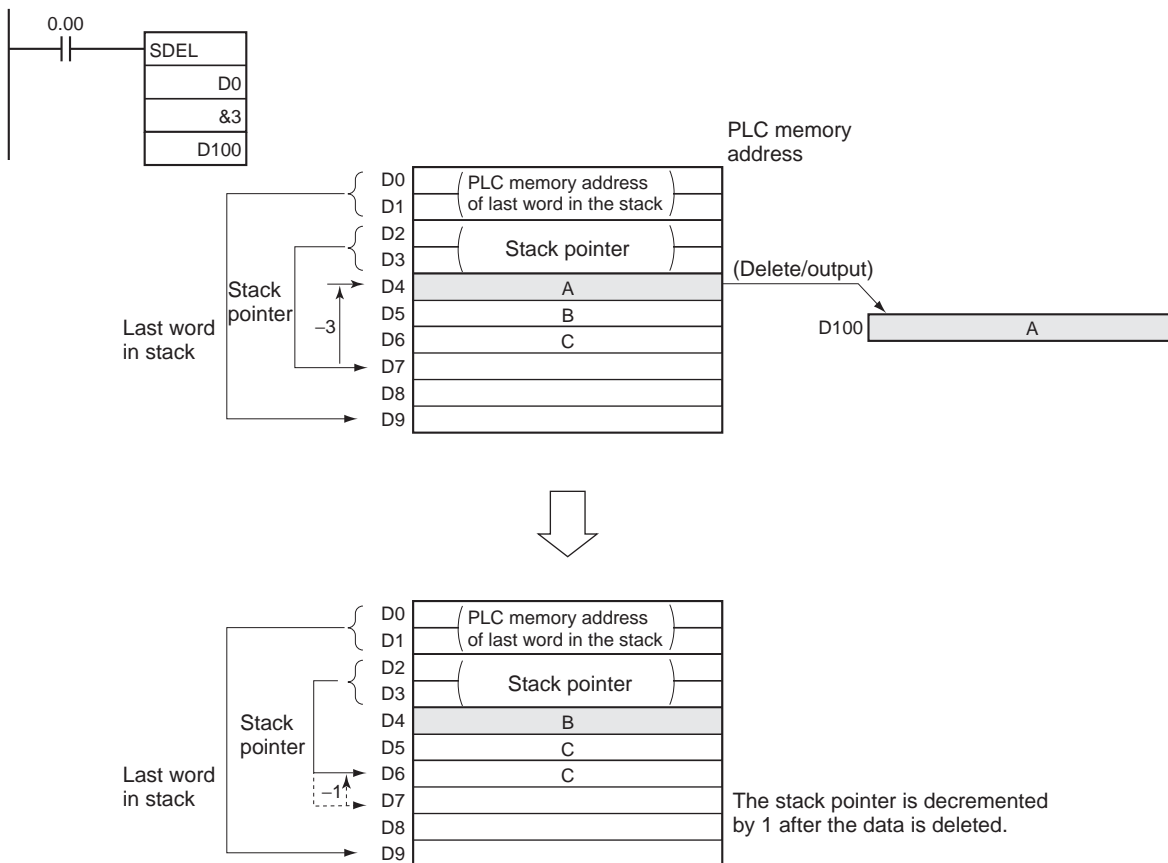 0.00
SDEL
D0
&3
D100
PLC memory
address
D0
D1
D2
D3
D4
D5
D6
D7
D8
D9
(PLC memory address
of last word in the stack)
(Stack pointer)
A
B
C
Stack
pointer
−3
Last word
in stack
(Delete/output)
D100
A
D0
D1
D2
D3
D4
D5
D6
D7
D8
D9
(PLC memory address
of last word in the stack)
(Stack pointer)
B
C
C
Stack
pointer
−1
Last word
in stack
The stack pointer is decremented
by 1 after the data is deleted.